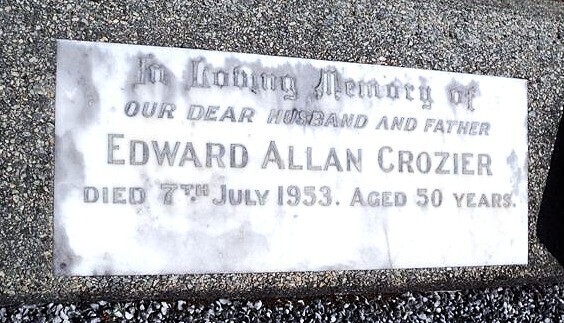 In Loving Memory of
OUR DEAR HUSBAND AND FATHER
EDWARD ALLAN CROZIER
DIED 7TH JULY 1953. AGED 50 YEARS.